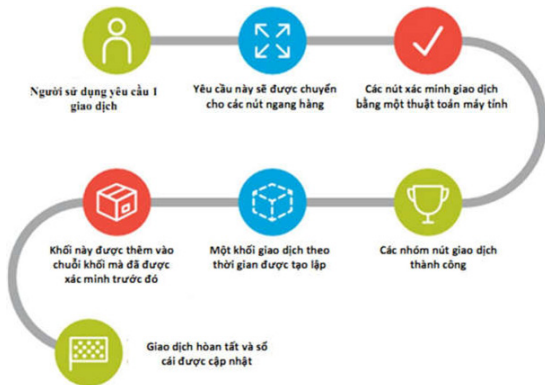 Người sử dụng yêu cầu 1
giao dịch
Yêu cầu này sẽ được chuyển
cho các nút ngang hàng
Các nút xác minh giao dịch
bằng một thuật toán máy tính
Các nhóm nút giao dịch
thành công
Một khối giao dịch theo
thời gian được tạo lập
Khối này được thêm vào
chuỗi khối mà đã được
xác minh trước đó
Giao dịch hòan tất và sổ
cái được cập nhật